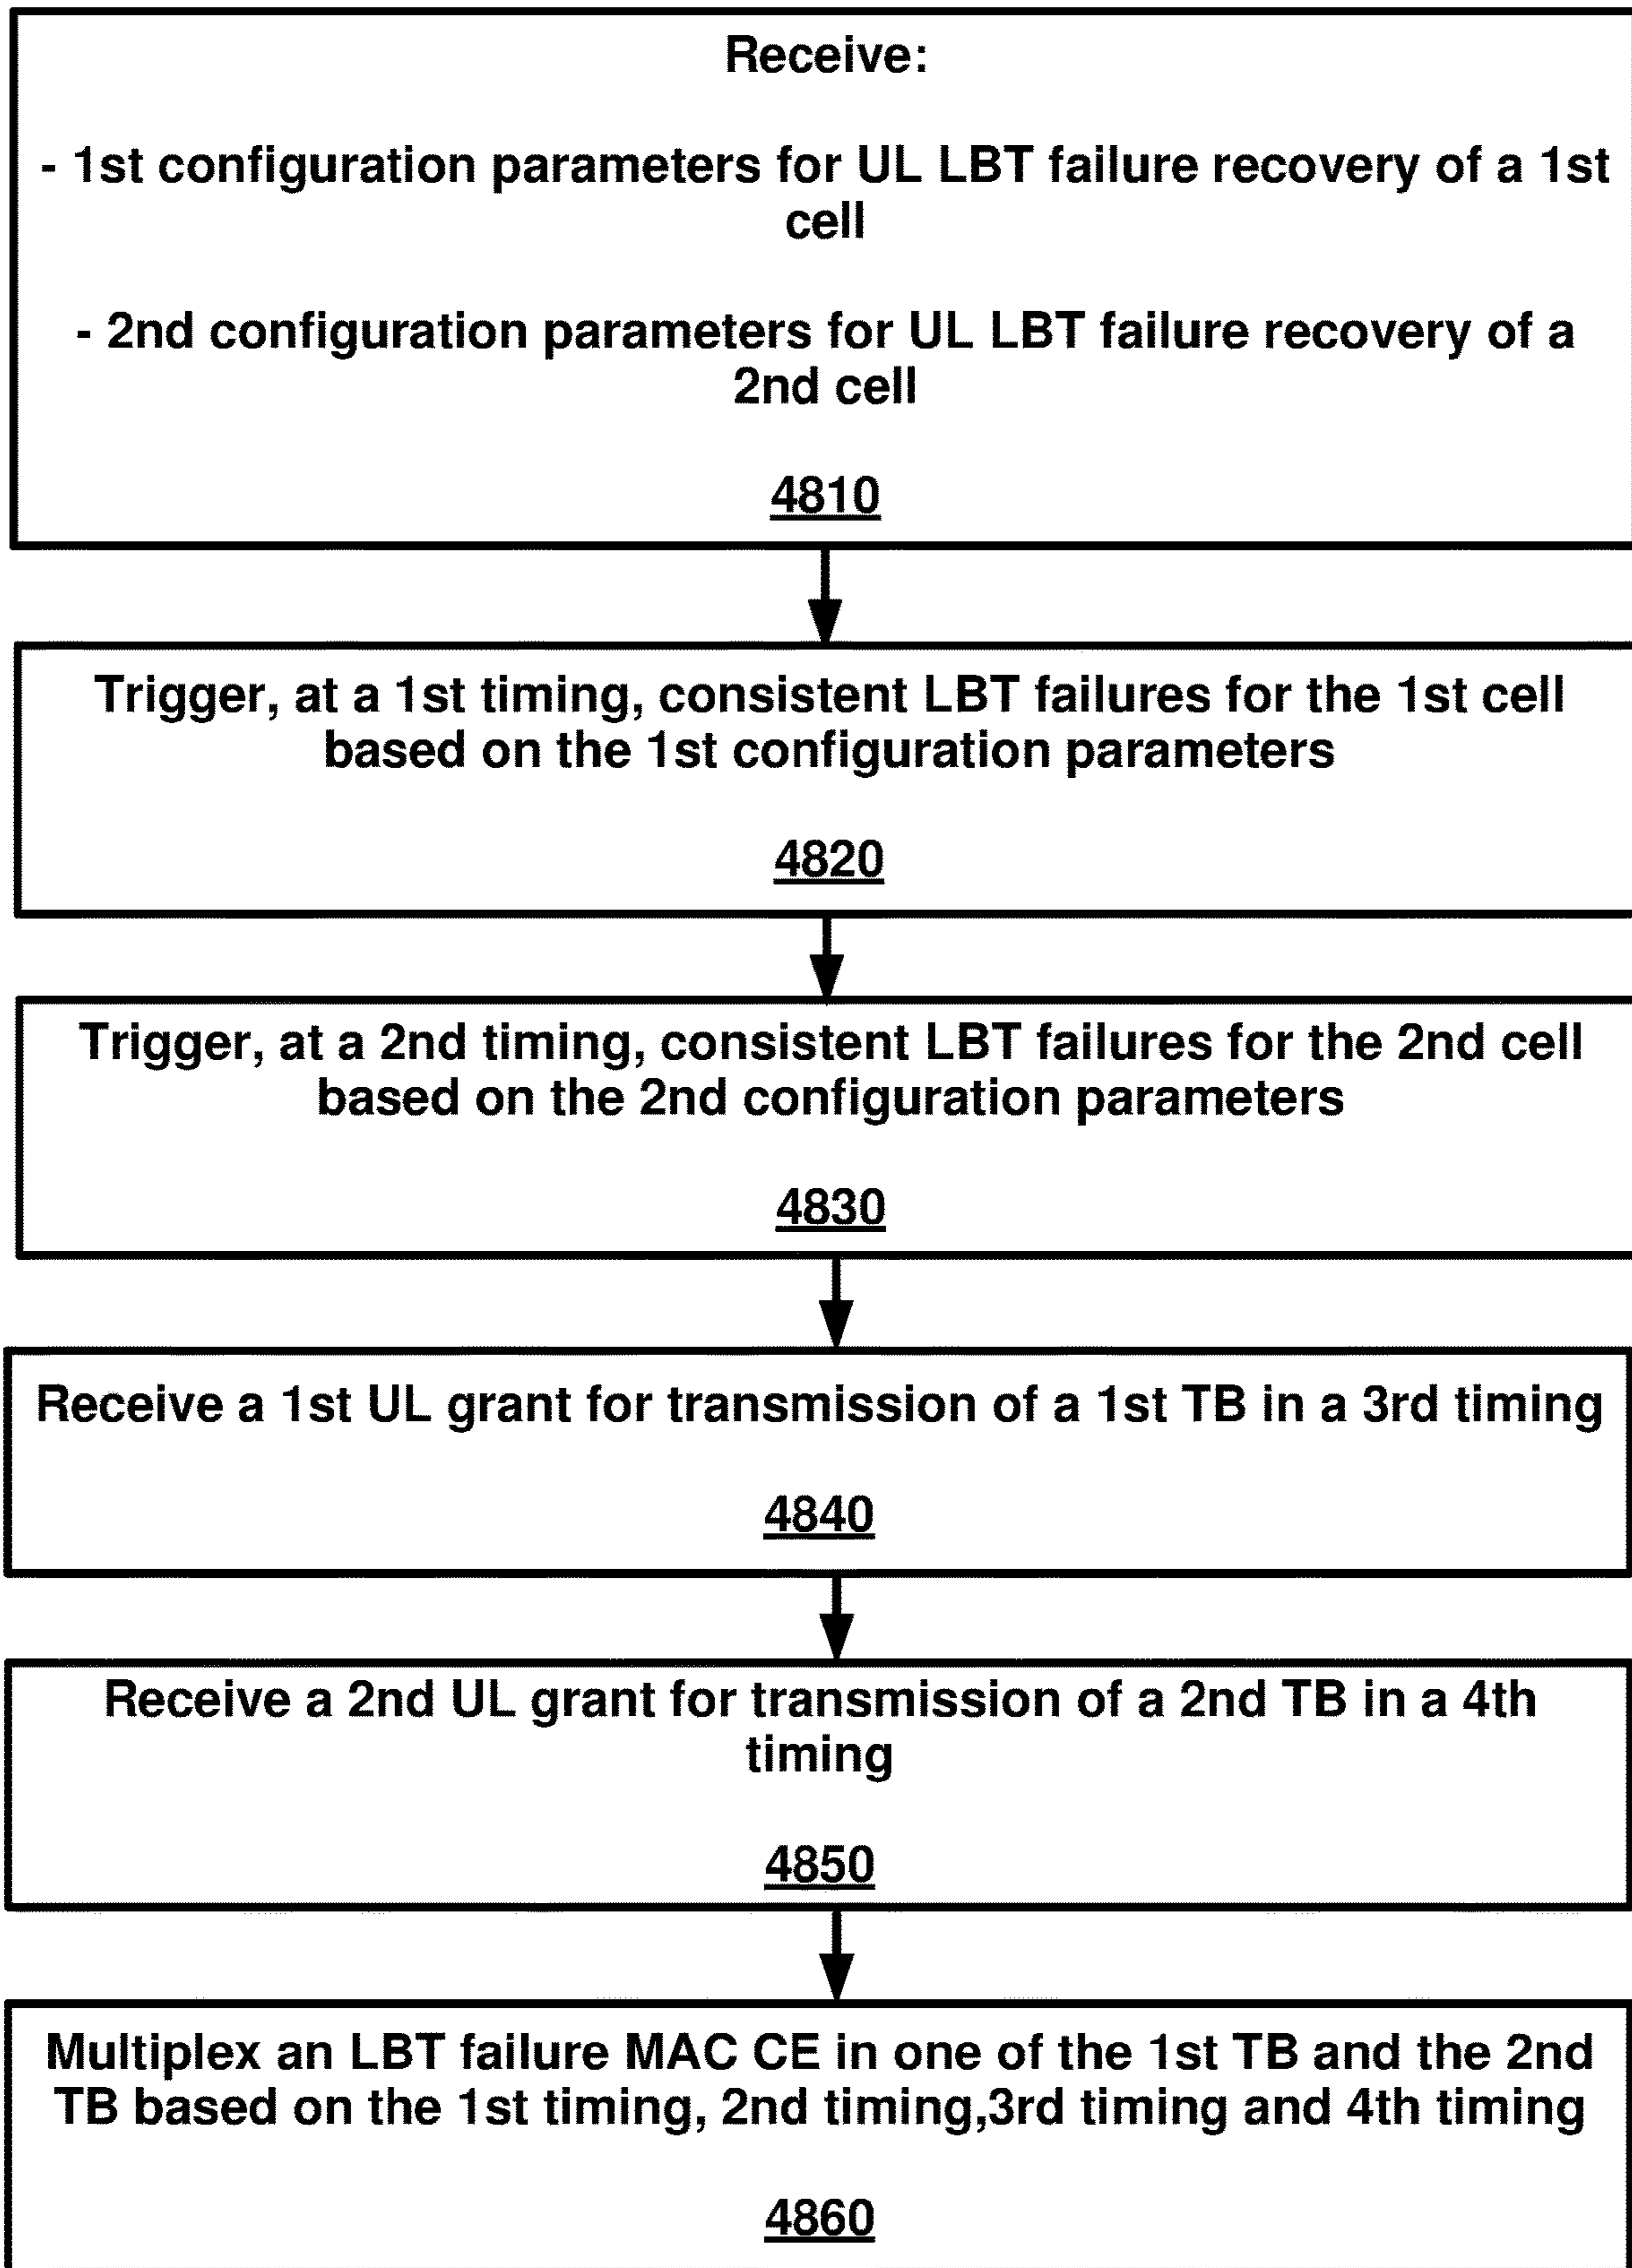 Receive:
- 1st configuration parameters for UL LBT failure recovery of a 1st
cell
- 2nd configuration parameters for UL LBT failure recovery of a
2nd cell
4810
Trigger, at a 1st timing, consistent LBT failures for the 1st cell
based on the 1st configuration parameters
4820
Trigger, at a 2nd timing, consistent LBT failures for the 2nd cell
based on the 2nd configuration parameters
4830
Receive a 1st UL grant for transmission of a 1st TB in a 3rd timing
4840
Receive a 2nd UL grant for transmission of a 2nd TB in a 4th
timing
4850
Multiplex an LBT failure MAC CE in one of the 1st TB and the 2nd
TB based on the 1st timing, 2nd timing,3rd timing and 4th timing
4860